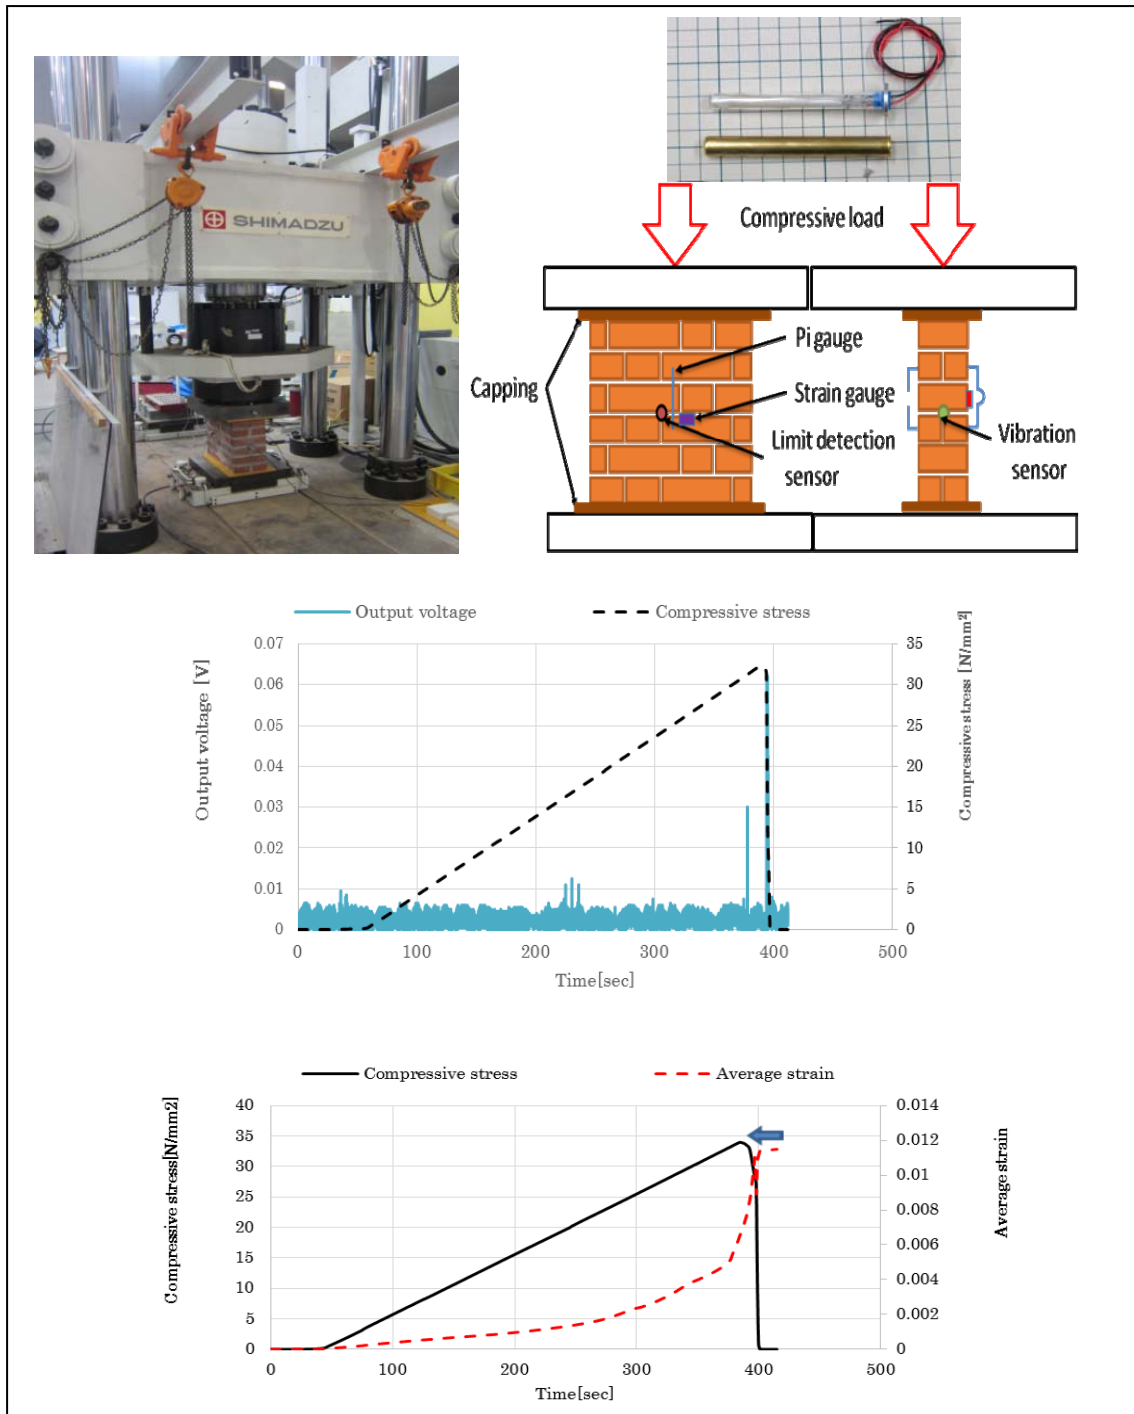 SHIMADZU
Compressive load
Pi gauge
Capping
Strain gauge
Limit detection
sensor
Vibration
sensor
Output voltage
Compressive stress
Output voltage [V]
Compressive stress [N/mm²]
0.07
0.06
0.05
0.04
0.03
0.02
0.01
0
35
30
25
20
15
10
5
0
0 100 200 300 400 500
Time[sec]
Compressive stress
Average strain
Compressive stress[N/mm2]
Average strain
40
35
30
25
20
15
10
5
0
0.014
0.012
0.01
0.008
0.006
0.004
0.002
0
0 100 200 300 400 500
Time[sec]